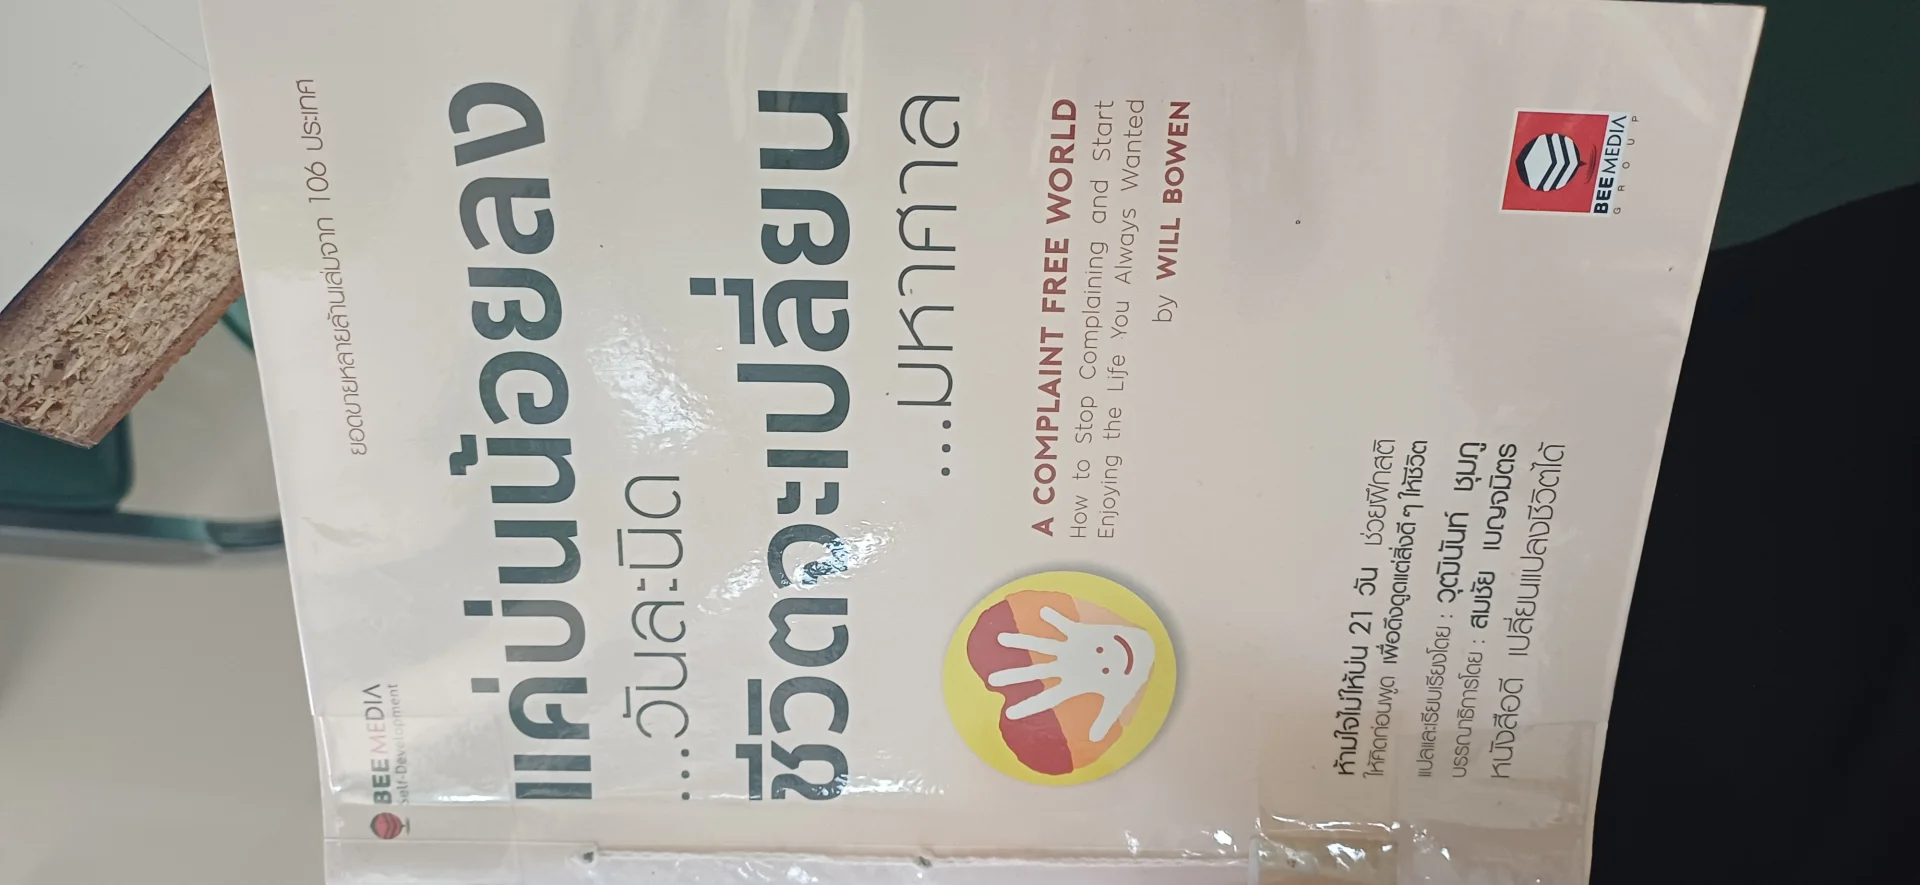 BEEMEDIA
Self-Development
ยอดขายหลายล้านเล่มจาก 106 ประเทศ
แค่บ่นน้อยลง
...วันละนิด
ชีวิตจะเปลี่ยน
...มหาศาล
A COMPLAINT FREE WORLD
How to Stop Complaining and Start
Enjoying the Life You Always Wanted
by WILL BOWEN
ห้ามใจไม่ให้บ่น 21 วัน ช่วยฝึกสติ
ให้คิดก่อนพูด เพื่อดึงดูดแต่สิ่งดี ๆ ให้ชีวิต
แปลและเรียบเรียงโดย : วุฒินันท์ ชุมภู
บรรณาธิการโดย : สมชัย เบญจมิตร
หนังสือดี เปลี่ยนแปลงชีวิตได้
BEEMEDIA
GROUP